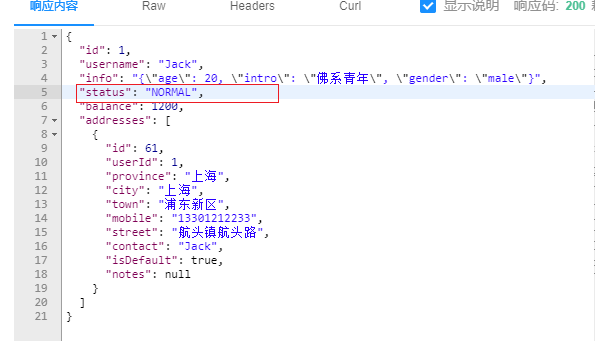 响应内容 Raw Headers Curl 显示说明 响应码: 200
1 {
2 "id": 1,
3 "username": "Jack",
4 "info": "{\"age\": 20, \"intro\": \"佛系青年\", \"gender\": \"male\"}",
5 "status": "NORMAL",
6 "balance": 1200,
7 "addresses": [
8 {
9 "id": 61,
10 "userId": 1,
11 "province": "上海",
12 "city": "上海",
13 "town": "浦东新区",
14 "mobile": "13301212233",
15 "street": "航头镇航头路",
16 "contact": "Jack",
17 "isDefault": true,
18 "notes": null
19 }
20 ]
21 }